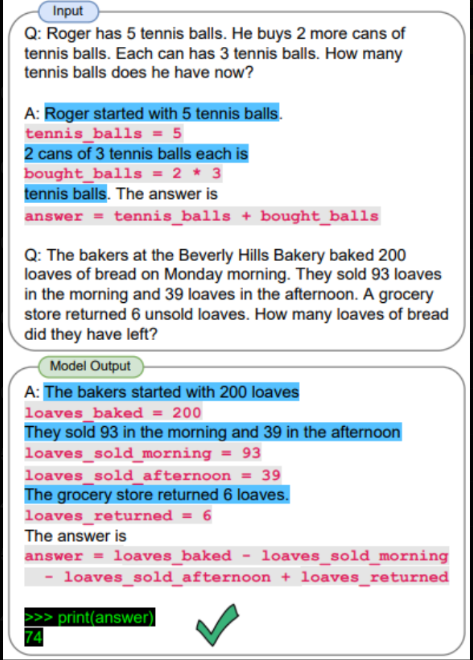 Input
Q: Roger has 5 tennis balls. He buys 2 more cans of
tennis balls. Each can has 3 tennis balls. How many
tennis balls does he have now?
A: Roger started with 5 tennis balls.
tennis_balls = 5
2 cans of 3 tennis balls each is
bought_balls = 2 * 3
tennis balls. The answer is
answer = tennis_balls + bought_balls
Q: The bakers at the Beverly Hills Bakery baked 200
loaves of bread on Monday morning. They sold 93 loaves
in the morning and 39 loaves in the afternoon. A grocery
store returned 6 unsold loaves. How many loaves of bread
did they have left?
Model Output
A: The bakers started with 200 loaves
loaves_baked = 200
They sold 93 in the morning and 39 in the afternoon
loaves_sold_morning = 93
loaves_sold_afternoon = 39
The grocery store returned 6 loaves.
loaves_returned = 6
The answer is
answer = loaves_baked - loaves_sold_morning
- loaves_sold_afternoon + loaves_returned
>>> print(answer)
74